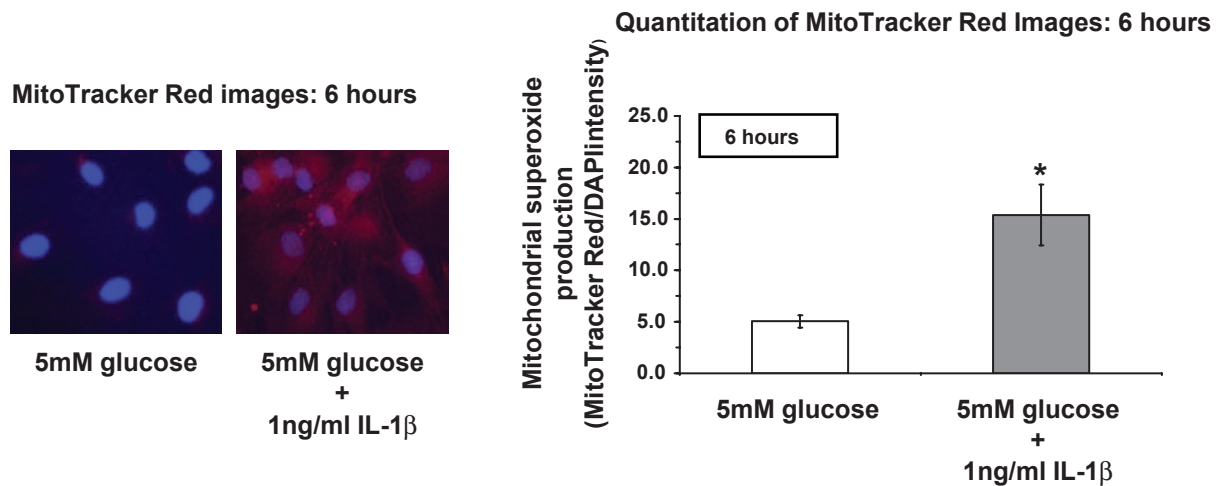 MitoTracker Red images: 6 hours
5mM glucose
5mM glucose
+
1ng/ml IL-1β
Quantitation of MitoTracker Red Images: 6 hours
Mitochondrial superoxide
production
(MitoTracker Red/DAPIintensity)
25.0
20.0
15.0
10.0
5.0
0.0
6 hours
*
5mM glucose
5mM glucose
+
1ng/ml IL-1β